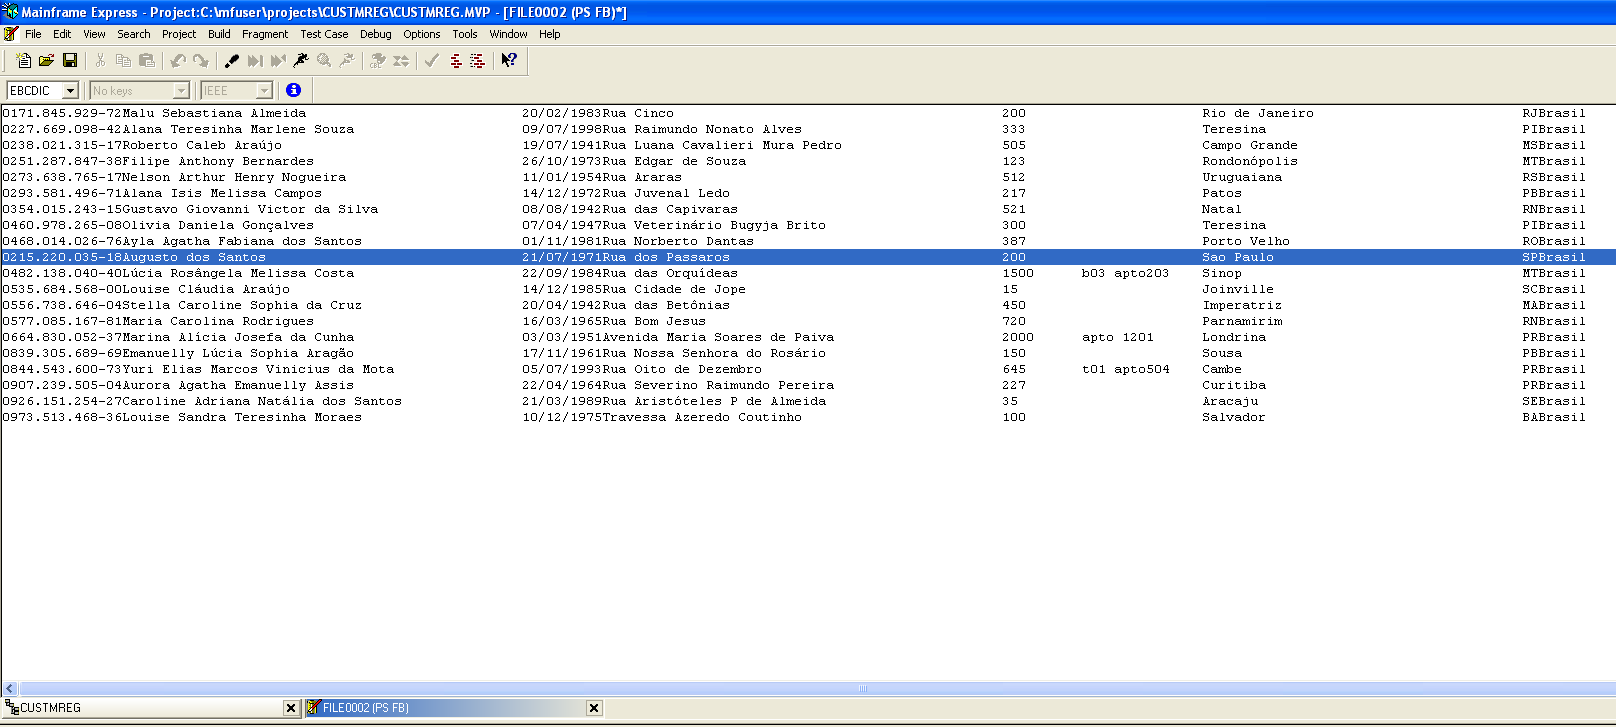 Mainframe Express - Project:C:\mfuser\projects\CUSTMREG\CUSTMREG.MVP - [FILE0002 (PS FB)*]
File Edit View Search Project Build Fragment Test Case Debug Options Tools Window Help
EBCDIC No keys IEEE
0171.845.929-72Malu Sebastiana Almeida 20/02/1983Rua Cinco 200 Rio de Janeiro RJBrasil
0227.669.098-42Alana Teresinha Marlene Souza 09/07/1998Rua Raimundo Nonato Alves 333 Teresina PIBrasil
0238.021.315-17Roberto Caleb Araújo 19/07/1941Rua Luana Cavalieri Mura Pedro 505 Campo Grande MSBrasil
0251.287.847-38Filipe Anthony Bernardes 26/10/1973Rua Edgar de Souza 123 Rondonópolis MTBrasil
0273.638.765-17Nelson Arthur Henry Nogueira 11/01/1954Rua Araras 512 Uruguaiana RSBrasil
0293.581.496-71Alana Isis Melissa Campos 14/12/1972Rua Juvenal Ledo 217 Patos PBBrasil
0354.015.243-15Gustavo Giovanni Victor da Silva 08/08/1942Rua das Capivaras 521 Natal RNBrasil
0460.978.265-08Olivia Daniela Gonçalves 07/04/1947Rua Veterinário Bugyja Brito 300 Teresina PIBrasil
0468.014.026-76Ayla Agatha Fabiana dos Santos 01/11/1981Rua Norberto Dantas 387 Porto Velho ROBrasil
0215.220.035-18Augusto dos Santos 21/07/1971Rua dos Passaros 200 Sao Paulo SPBrasil
0482.138.040-40Lúcia Rosângela Melissa Costa 22/09/1984Rua das Orquídeas 1500 b03 apto203 Sinop MTBrasil
0535.684.568-00Louise Cláudia Araújo 14/12/1985Rua Cidade de Jope 15 Joinville SCBrasil
0556.738.646-04Stella Caroline Sophia da Cruz 20/04/1942Rua das Betônias 450 Imperatriz MABrasil
0577.085.167-81Maria Carolina Rodrigues 16/03/1965Rua Bom Jesus 720 Parnamirim RNBrasil
0664.830.052-37Marina Alícia Josefa da Cunha 03/03/1951Avenida Maria Soares de Paiva 2000 apto 1201 Londrina PRBrasil
0839.305.689-69Emanuelly Lúcia Sophia Aragão 17/11/1961Rua Nossa Senhora do Rosário 150 Sousa PBBrasil
0844.543.600-73Yuri Elias Marcos Vinicius da Mota 05/07/1993Rua Oito de Dezembro 645 t01 apto504 Cambe PRBrasil
0907.239.505-04Aurora Agatha Emanuelly Assis 22/04/1964Rua Severino Raimundo Pereira 227 Curitiba PRBrasil
0926.151.254-27Caroline Adriana Natália dos Santos 21/03/1989Rua Aristóteles P de Almeida 35 Aracaju SEBrasil
0973.513.468-36Louise Sandra Teresinha Moraes 10/12/1975Travessa Azeredo Coutinho 100 Salvador BABrasil
CUSTMREG FILE0002 (PS FB)